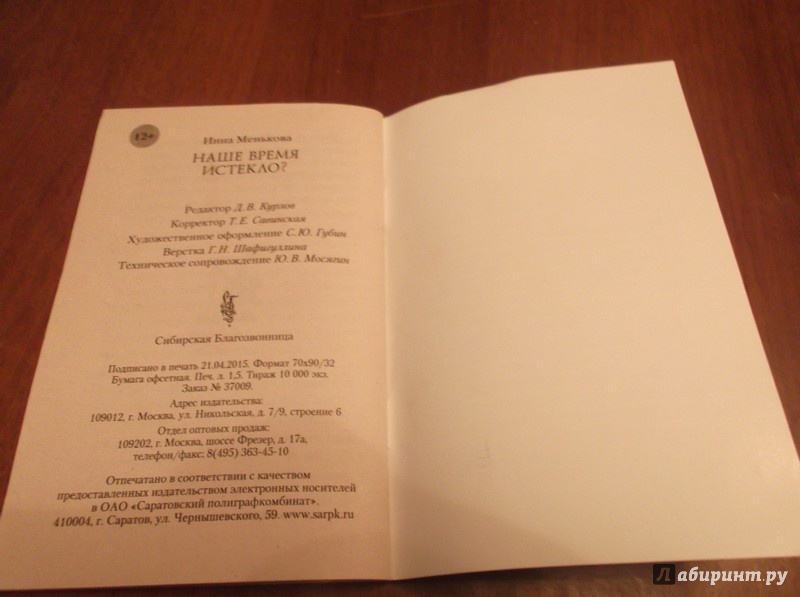 12+
Инна Менькова
НАШЕ ВРЕМЯ
ИСТЕКЛО?
Редактор Д. В. Курлов
Корректор Т. Е. Савинская
Художественное оформление С. Ю. Губин
Верстка Г. Н. Шафигуллина
Техническое сопровождение Ю. В. Мосягин
Сибирская Благозвонница
Подписано в печать 21.04.2015. Формат 70х90/32
Бумага офсетная. Печ. л. 1,5. Тираж 10 000 экз.
Заказ № 37009.
Адрес издательства:
109012, г. Москва, ул. Никольская, д. 7/9, строение 6
Отдел оптовых продаж:
109202, г. Москва, шоссе Фрезер, д. 17а,
телефон/факс: 8(495) 363-45-10
Отпечатано в соответствии с качеством
предоставленных издательством электронных носителей
в ОАО «Саратовский полиграфкомбинат».
410004, г. Саратов, ул. Чернышевского, 59. www.sarpk.ru
Лабиринт.ру